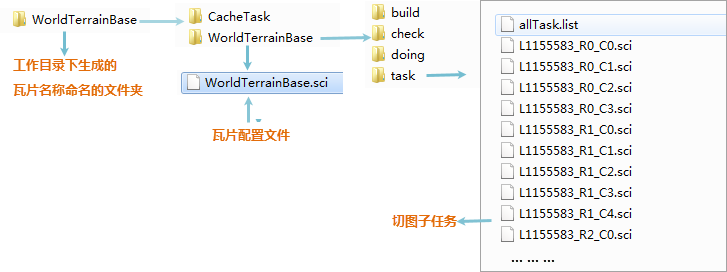 WorldTerrainBase
工作目录下生成的
瓦片名称命名的文件夹
CacheTask
WorldTerrainBase
WorldTerrainBase.sci
瓦片配置文件
build
check
doing
task
切图子任务
allTask.list
L1155583_R0_C0.sci
L1155583_R0_C1.sci
L1155583_R0_C2.sci
L1155583_R0_C3.sci
L1155583_R1_C0.sci
L1155583_R1_C1.sci
L1155583_R1_C2.sci
L1155583_R1_C3.sci
L1155583_R1_C4.sci
L1155583_R2_C0.sci
... ... ...